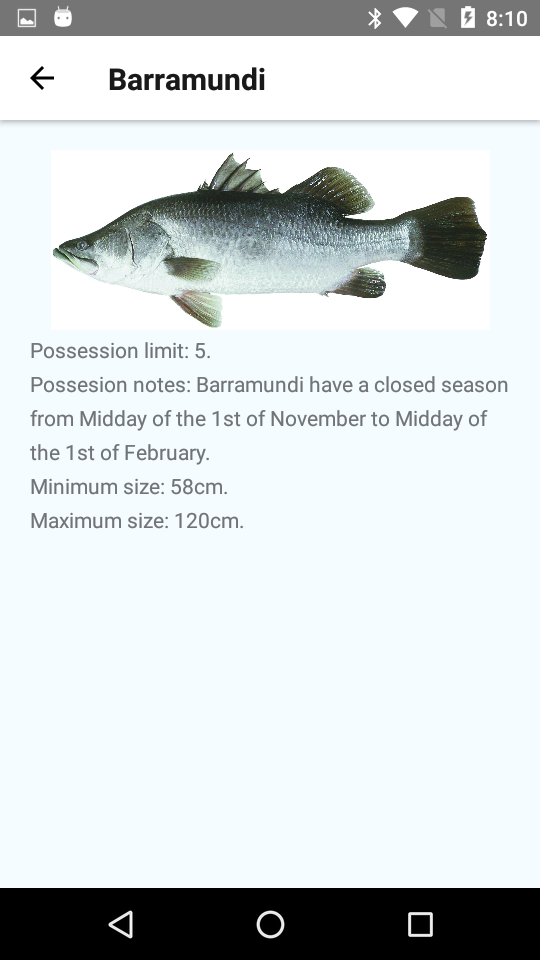 8:10
Barramundi
Possession limit: 5.
Possesion notes: Barramundi have a closed season
from Midday of the 1st of November to Midday of
the 1st of February.
Minimum size: 58cm.
Maximum size: 120cm.